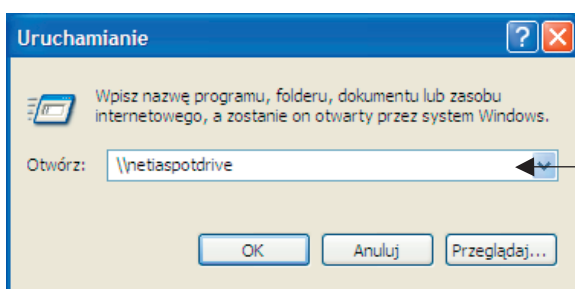 Uruchamianie
Wpisz nazwę programu, folderu, dokumentu lub zasobu
internetowego, a zostanie on otwarty przez system Windows.
Otwórz: \\netiaspotdrive
OK Anuluj Przeglądaj...